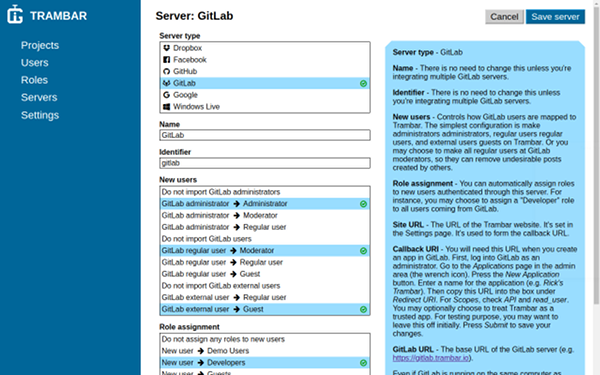 TRAMBAR
Projects
Users
Roles
Servers
Settings
Server: GitLab
Cancel
Save server
Server type
Dropbox
Facebook
GitHub
GitLab
Google
Windows Live
Name
GitLab
Identifier
gitlab
New users
Do not import GitLab administrators
GitLab administrator → Administrator
GitLab administrator → Moderator
GitLab administrator → Regular user
Do not import GitLab users
GitLab regular user → Moderator
GitLab regular user → Regular user
GitLab regular user → Guest
Do not import GitLab external users
GitLab external user → Regular user
GitLab external user → Guest
Role assignment
Do not assign any roles to new users
New user → Demo Users
New user → Developers
New user → Guests
Server type - GitLab
Name - There is no need to change this unless you're
integrating multiple GitLab servers.
Identifier - There is no need to change this unless
you're integrating multiple GitLab servers.
New users - Controls how GitLab users are mapped to
Trambar. The simplest configuration is make
administrators administrators, regular users regular
users, and external users guests on Trambar. Or you
may choose to make all regular users at GitLab
moderators, so they can remove undesirable posts
created by others.
Role assignment - You can automatically assign roles
to new users authenticated through this server. For
instance, you may choose to assign a "Developer" role
to all users coming from GitLab.
Site URL - The URL of the Trambar website. It's set in
the Settings page. It's used to form the callback URL.
Callback URI - You will need this URL when you create
an app in GitLab. First, log into GitLab as an
administrator. Go to the Applications page in the admin
area (the wrench icon). Press the New Application
button. Enter a name for the application (e.g. Rick's
Trambar). Then copy this URL into the box under
Redirect URI. For Scopes, check API and read_user.
You may optionally choose to treat Trambar as a
trusted app. For testing purpose, you may want to
leave this off initially. Press Submit to save your
changes.
GitLab URL - The base URL of the GitLab server (e.g.
https://gitlab.trambar.io).
Even if GitLab is running on the same computer as